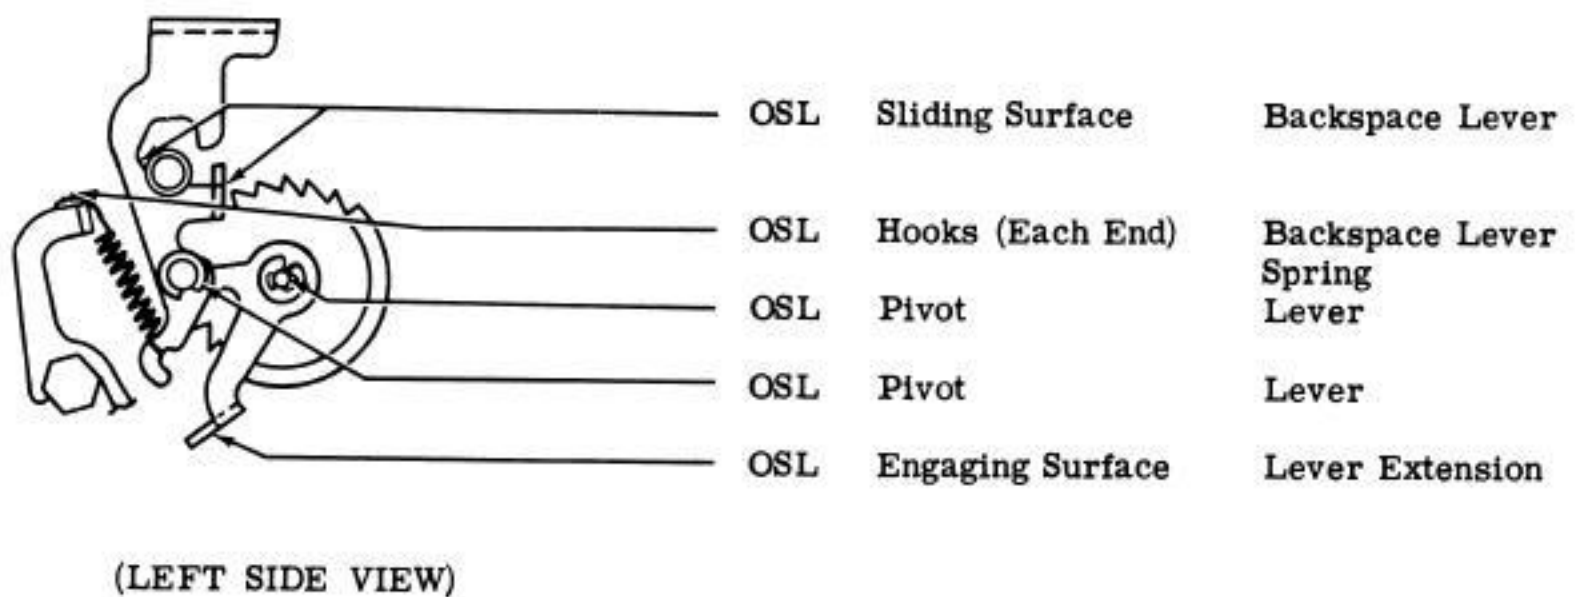 OSL Sliding Surface Backspace Lever
OSL Hooks (Each End) Backspace Lever
Spring
OSL Pivot Lever
OSL Pivot Lever
OSL Engaging Surface Lever Extension
(LEFT SIDE VIEW)